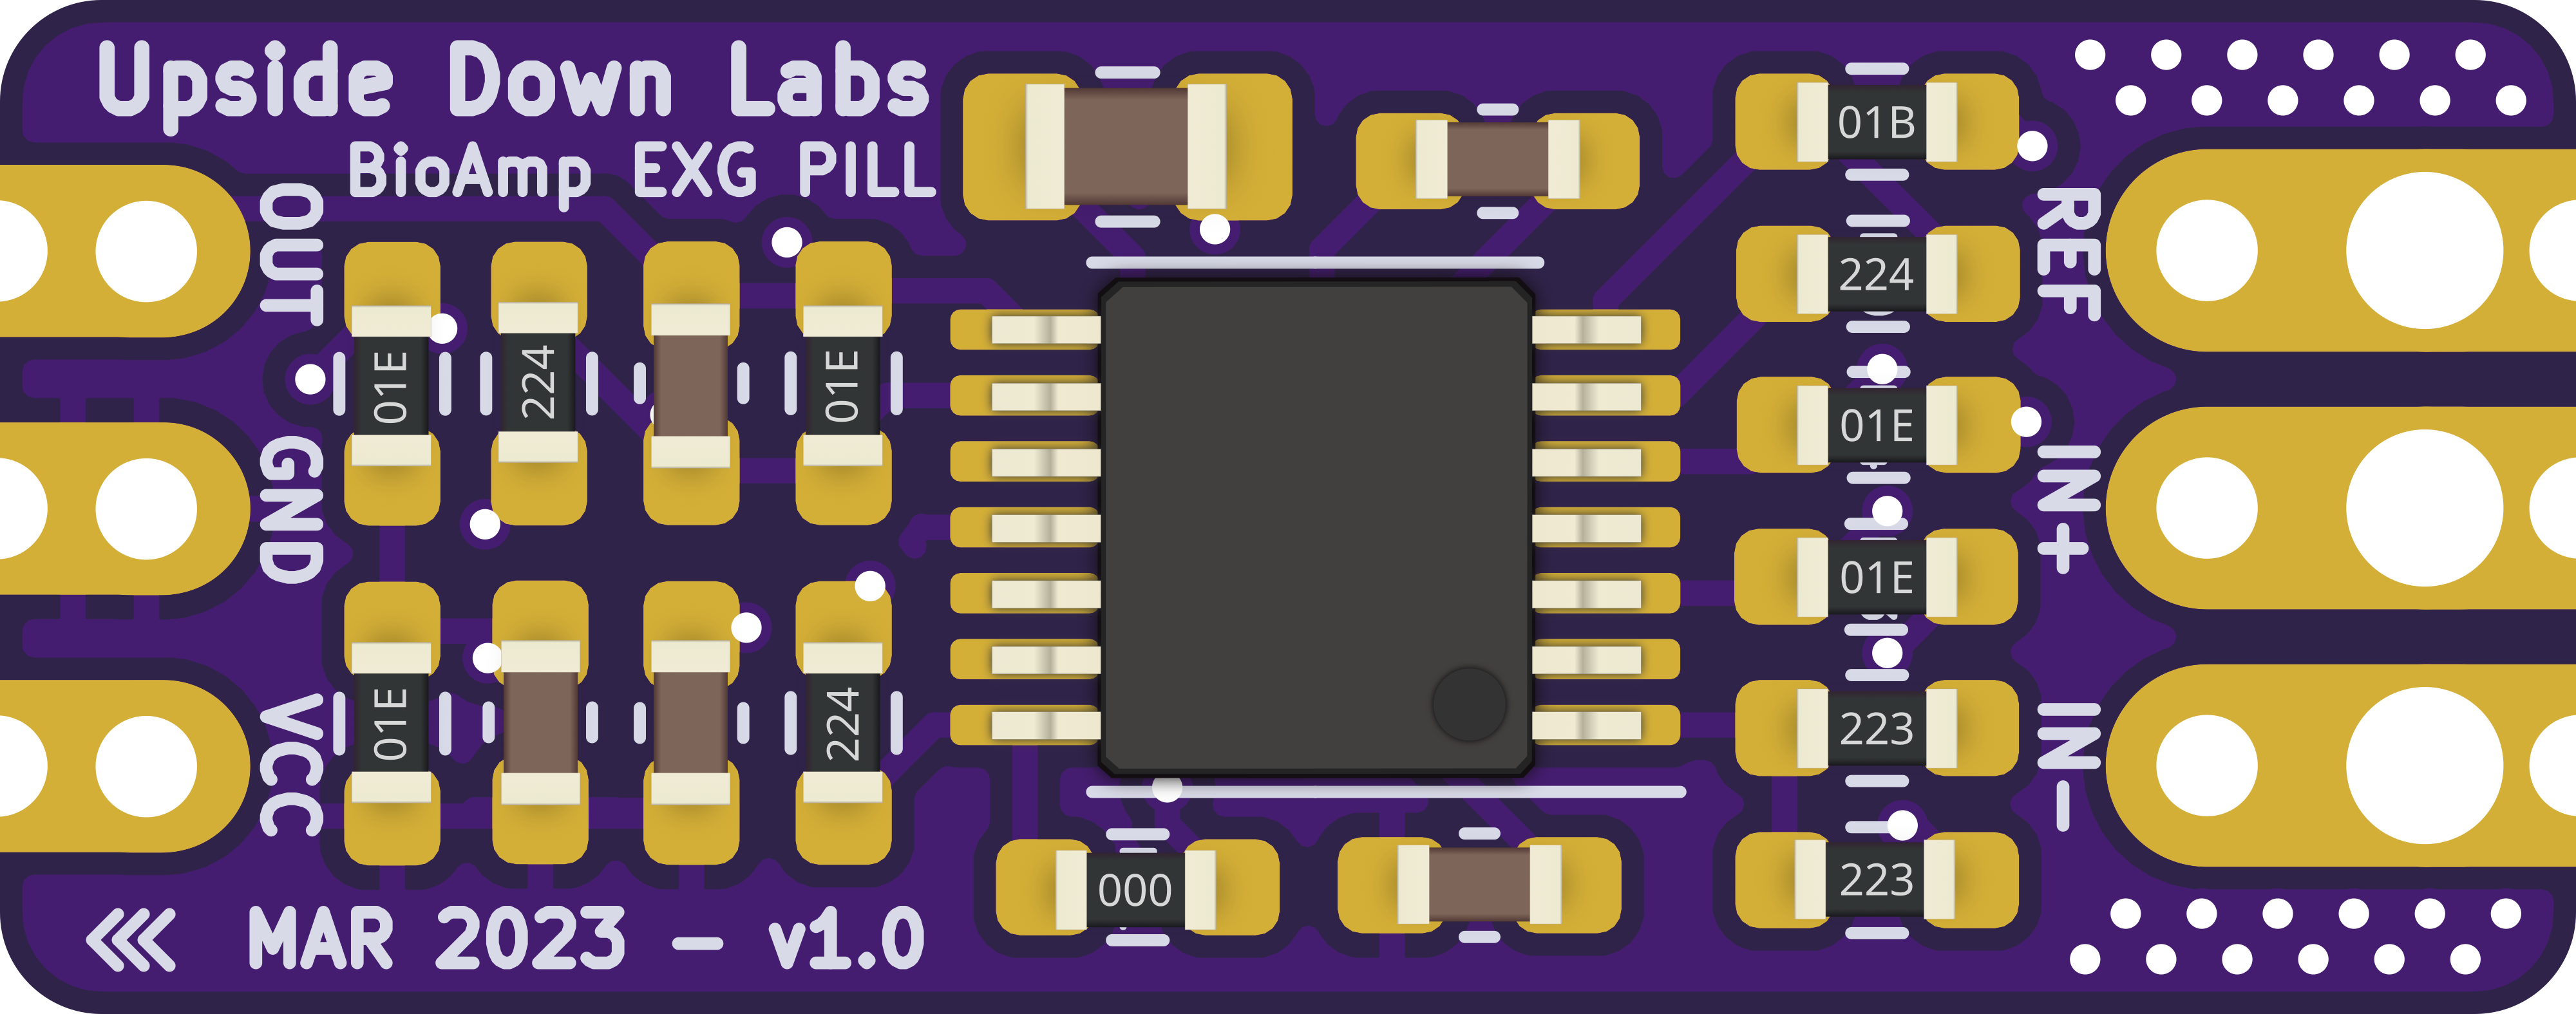 Upside Down Labs
BioAmp EXG PILL
OUT
GND
VCC
01E
224
01E
01E
224
000
01B
224
01E
01E
223
223
REF
IN+
IN-
MAR 2023 - v1.0